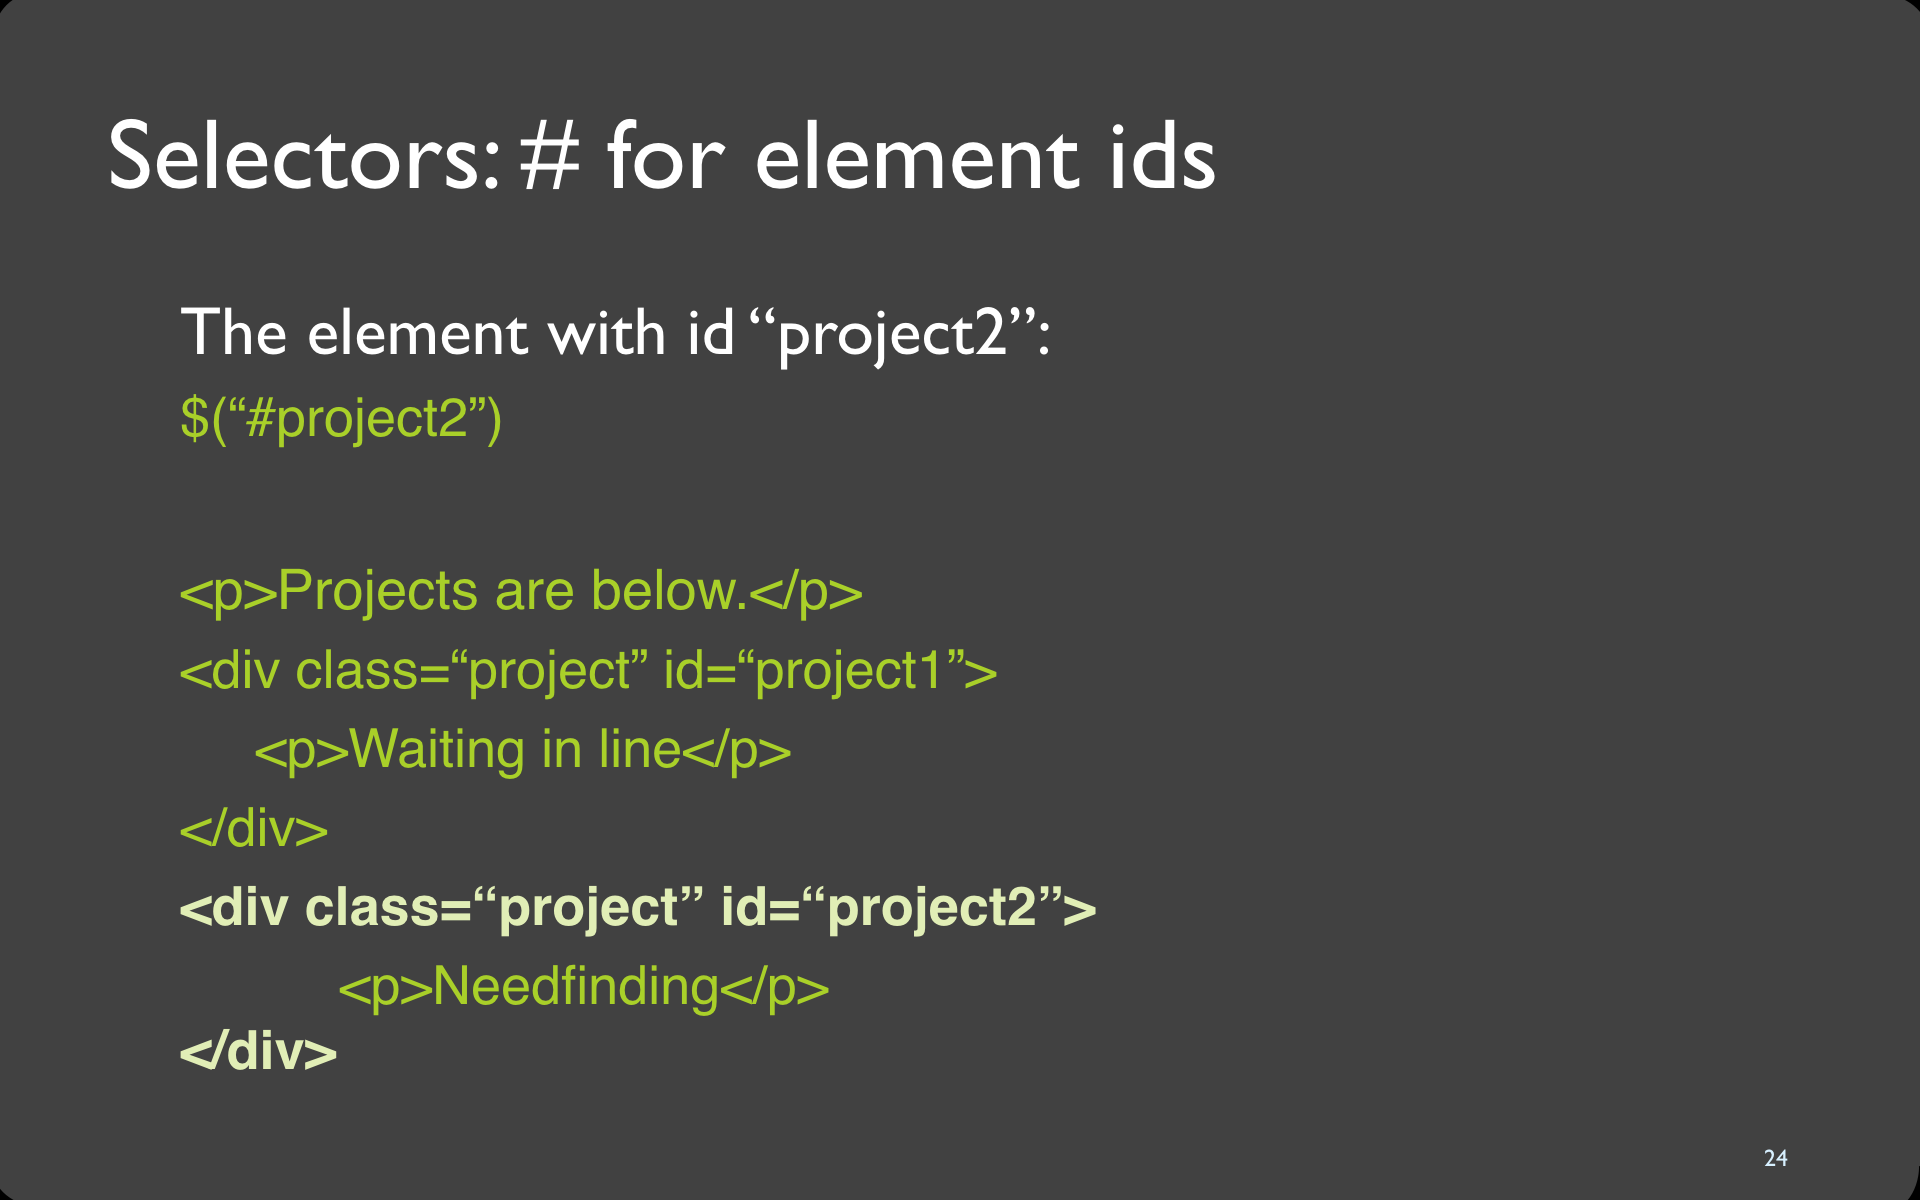 Selectors: # for element ids
The element with id “project2”:
$(“#project2”)
<p>Projects are below.</p>
<div class=“project” id=“project1”>
<p>Waiting in line</p>
</div>
<div class=“project” id=“project2”>
<p>Needfinding</p>
</div>
24